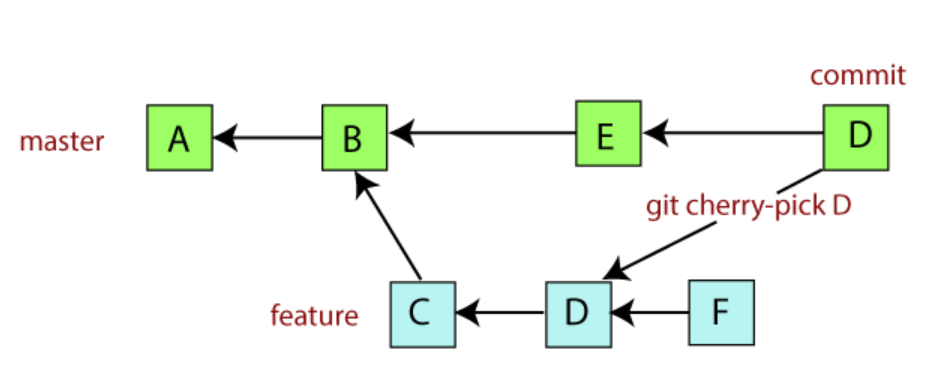 commit
master
A
B
E
D
git cherry-pick D
feature
C
D
F